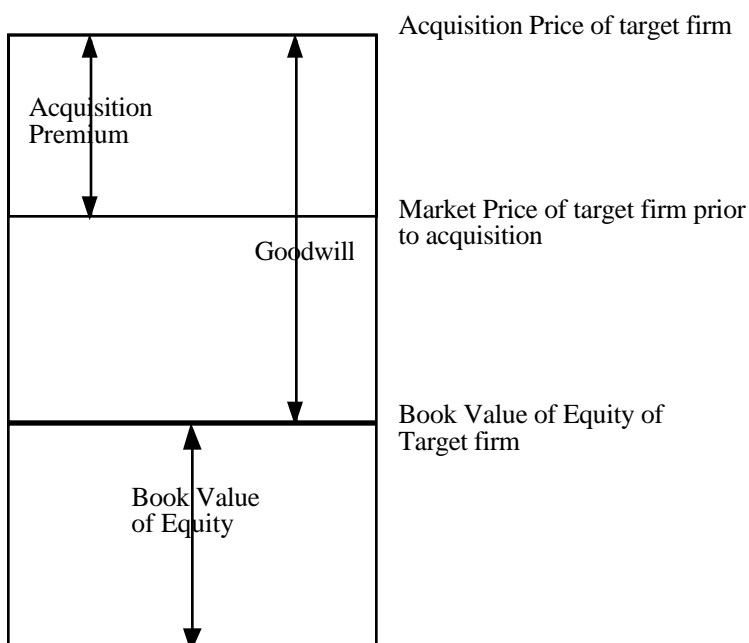 Acquisition Price of target firm
Acquisition
Premium
Market Price of target firm prior
to acquisition
Goodwill
Book Value of Equity of
Target firm
Book Value
of Equity